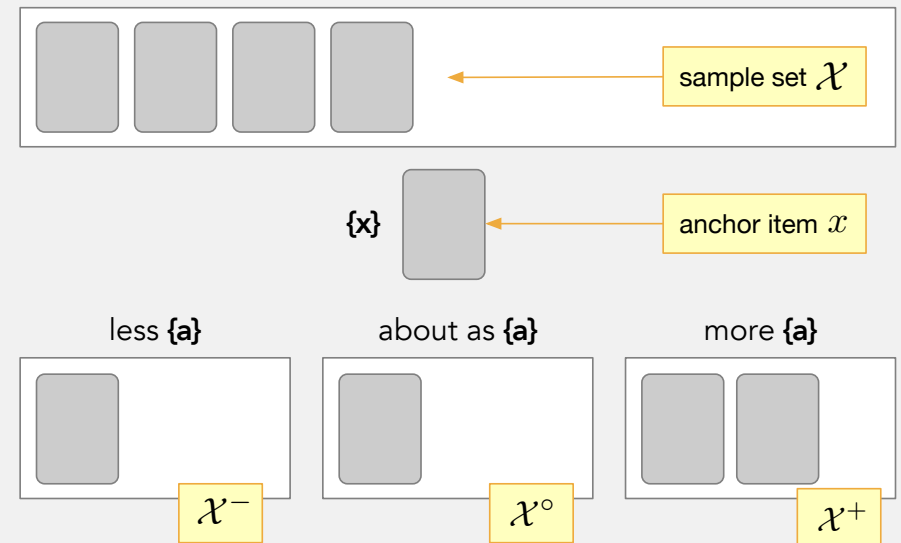 sample set 𝒳
{x}
anchor item x
less {a}
about as {a}
more {a}
𝒳⁻
𝒳°
𝒳⁺